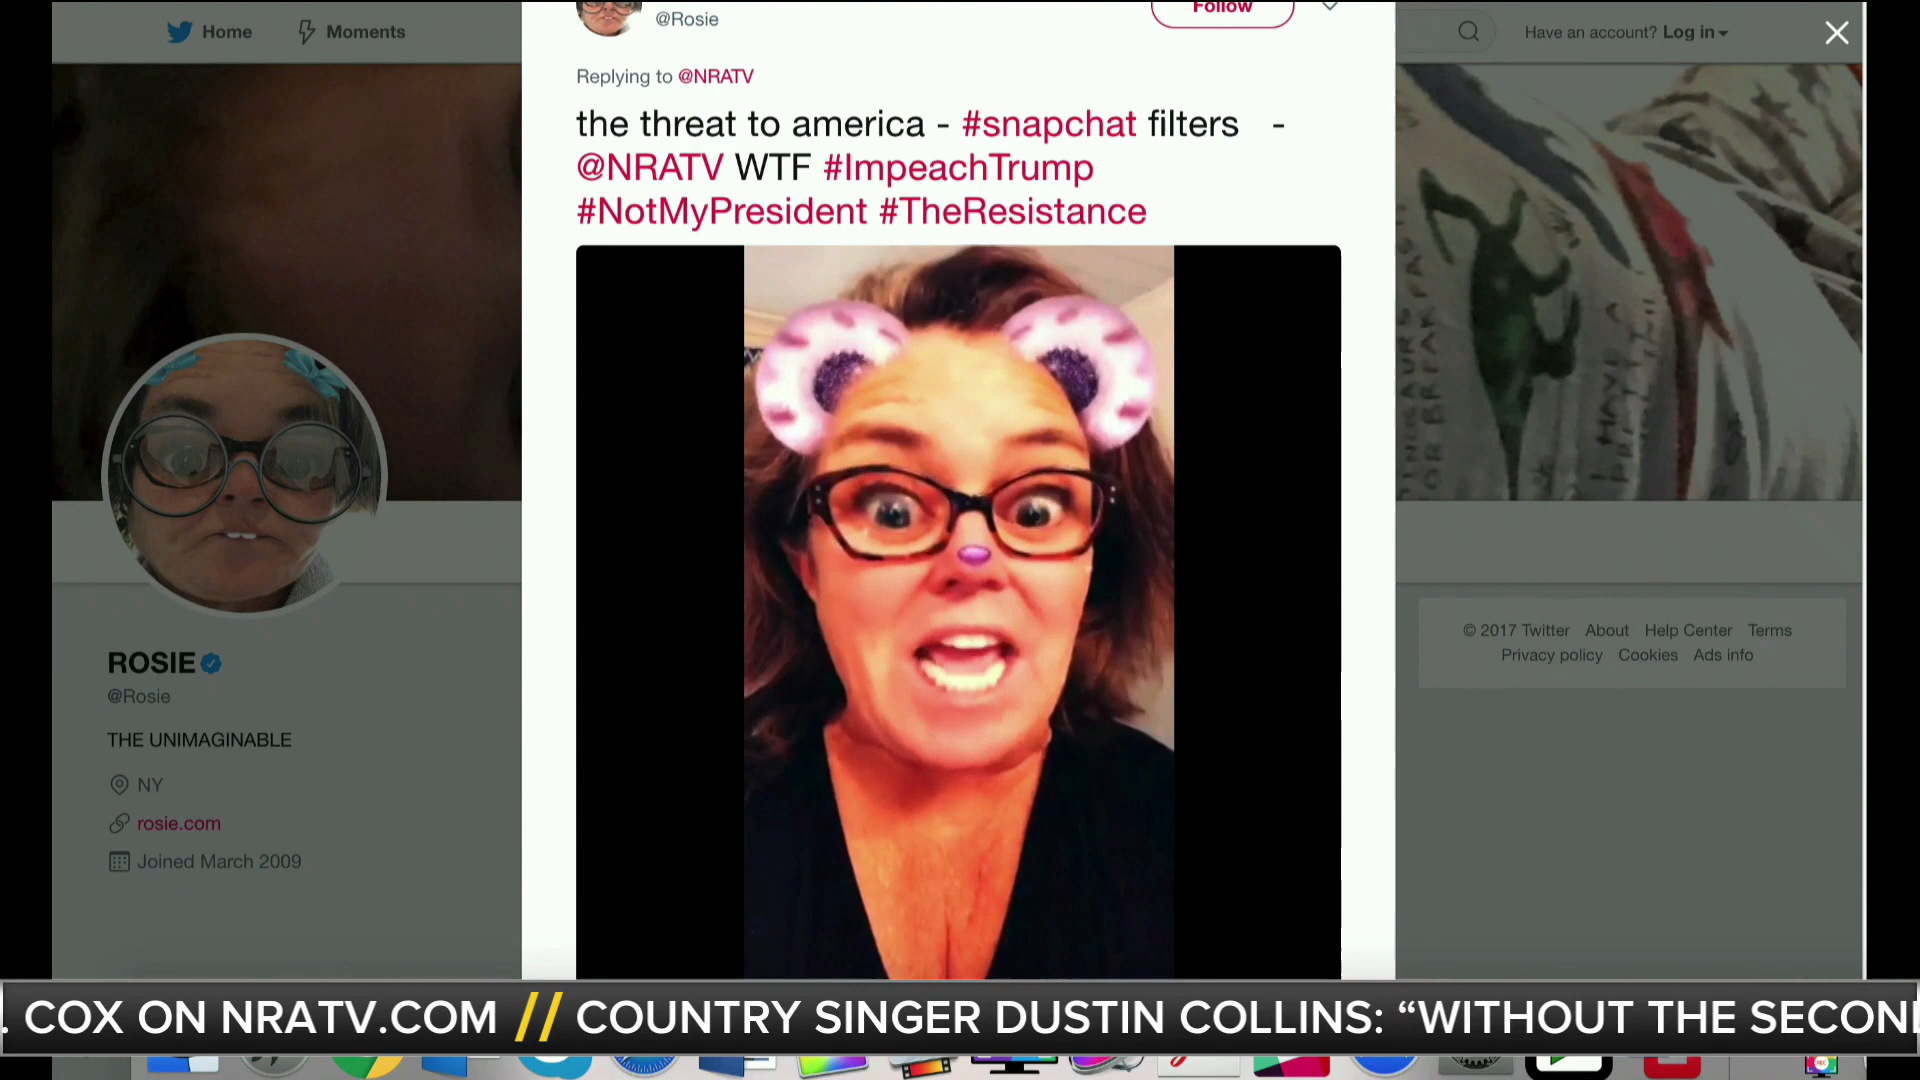 Home
Moments
@Rosie
Follow
Have an account? Log in
Replying to @NRATV
the threat to america - #snapchat filters -
@NRATV WTF #ImpeachTrump
#NotMyPresident #TheResistance
ROSIE
@Rosie
THE UNIMAGINABLE
NY
rosie.com
Joined March 2009
© 2017 Twitter About Help Center Terms
Privacy policy Cookies Ads info
. COX ON NRATV.COM // COUNTRY SINGER DUSTIN COLLINS: “WITHOUT THE SECON